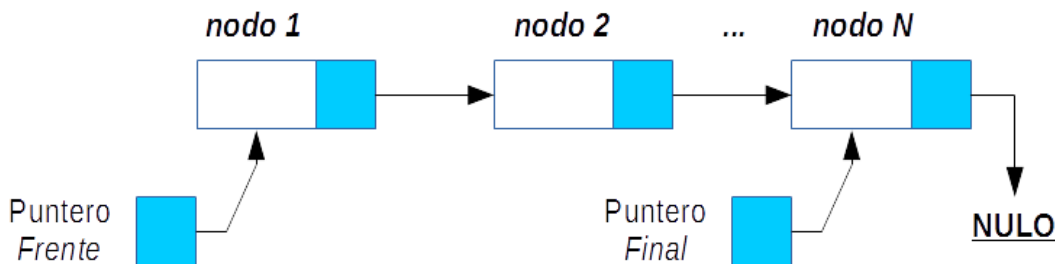 nodo 1 nodo 2 ... nodo N
Puntero
Frente
Puntero
Final
NULO